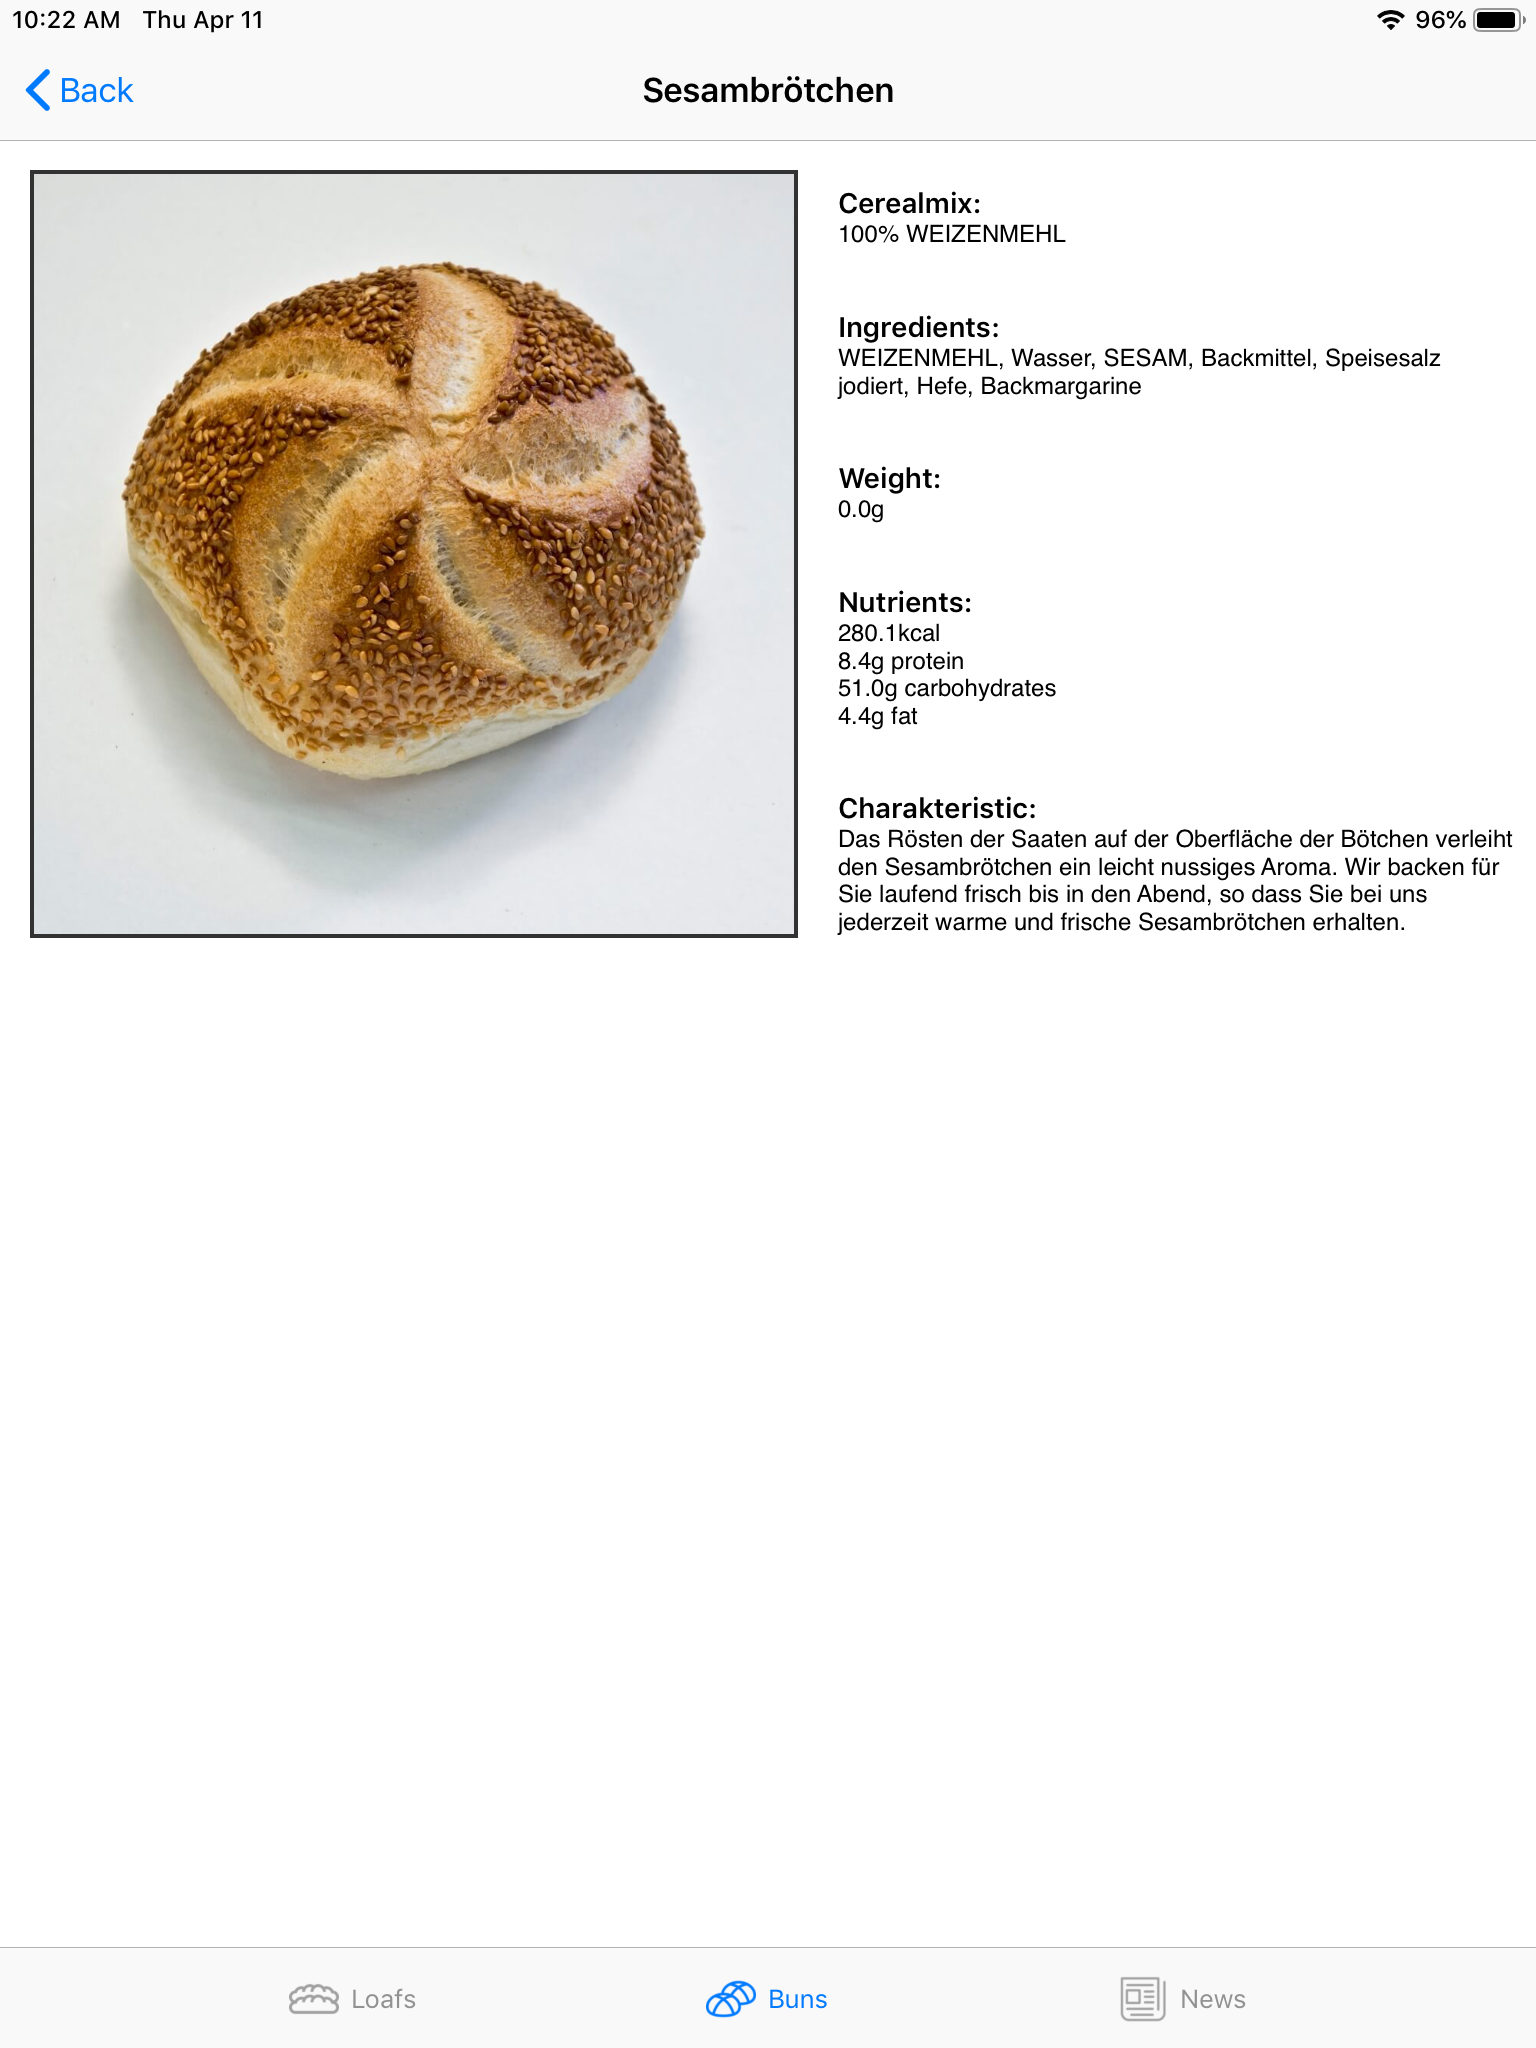 10:22 AM Thu Apr 11
96%
Back
Sesambrötchen
Cerealmix:
100% WEIZENMEHL
Ingredients:
WEIZENMEHL, Wasser, SESAM, Backmittel, Speisesalz
jodiert, Hefe, Backmargarine
Weight:
0.0g
Nutrients:
280.1kcal
8.4g protein
51.0g carbohydrates
4.4g fat
Charakteristic:
Das Rösten der Saaten auf der Oberfläche der Bötchen verleiht
den Sesambrötchen ein leicht nussiges Aroma. Wir backen für
Sie laufend frisch bis in den Abend, so dass Sie bei uns
jederzeit warme und frische Sesambrötchen erhalten.
Loafs
Buns
News